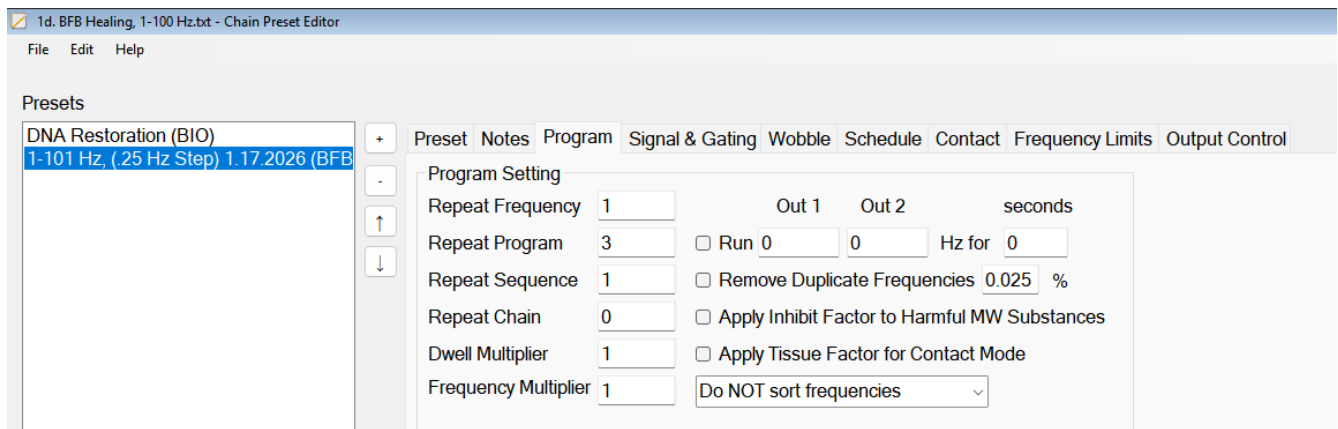 1d. BFB Healing, 1-100 Hz.txt - Chain Preset Editor
File Edit Help
Presets
DNA Restoration (BIO)
1-101 Hz, (.25 Hz Step) 1.17.2026 (BFB
+
-
↑
↓
Preset Notes Program Signal & Gating Wobble Schedule Contact Frequency Limits Output Control
Program Setting
Repeat Frequency 1 Out 1 Out 2 seconds
Repeat Program 3 Run 0 0 Hz for 0
Repeat Sequence 1 Remove Duplicate Frequencies 0.025 %
Repeat Chain 0 Apply Inhibit Factor to Harmful MW Substances
Dwell Multiplier 1 Apply Tissue Factor for Contact Mode
Frequency Multiplier 1 Do NOT sort frequencies